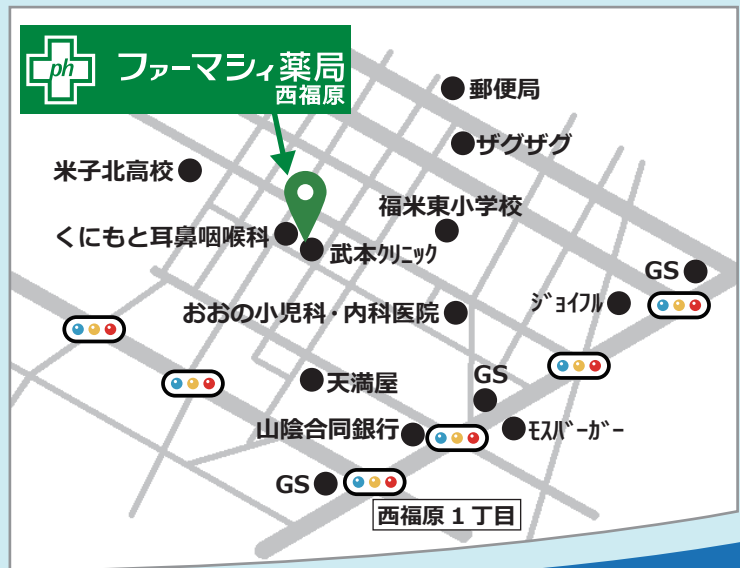 ph
ファーマシィ薬局
西福原
郵便局
ザグザグ
米子北高校
福米東小学校
くにもと耳鼻咽喉科
武本ｸﾘﾆｯｸ
GS
おおの小児科・内科医院
ｼﾞｮｲﾌﾙ
天満屋
GS
山陰合同銀行
ﾓｽﾊﾞｰｶﾞｰ
GS
西福原１丁目